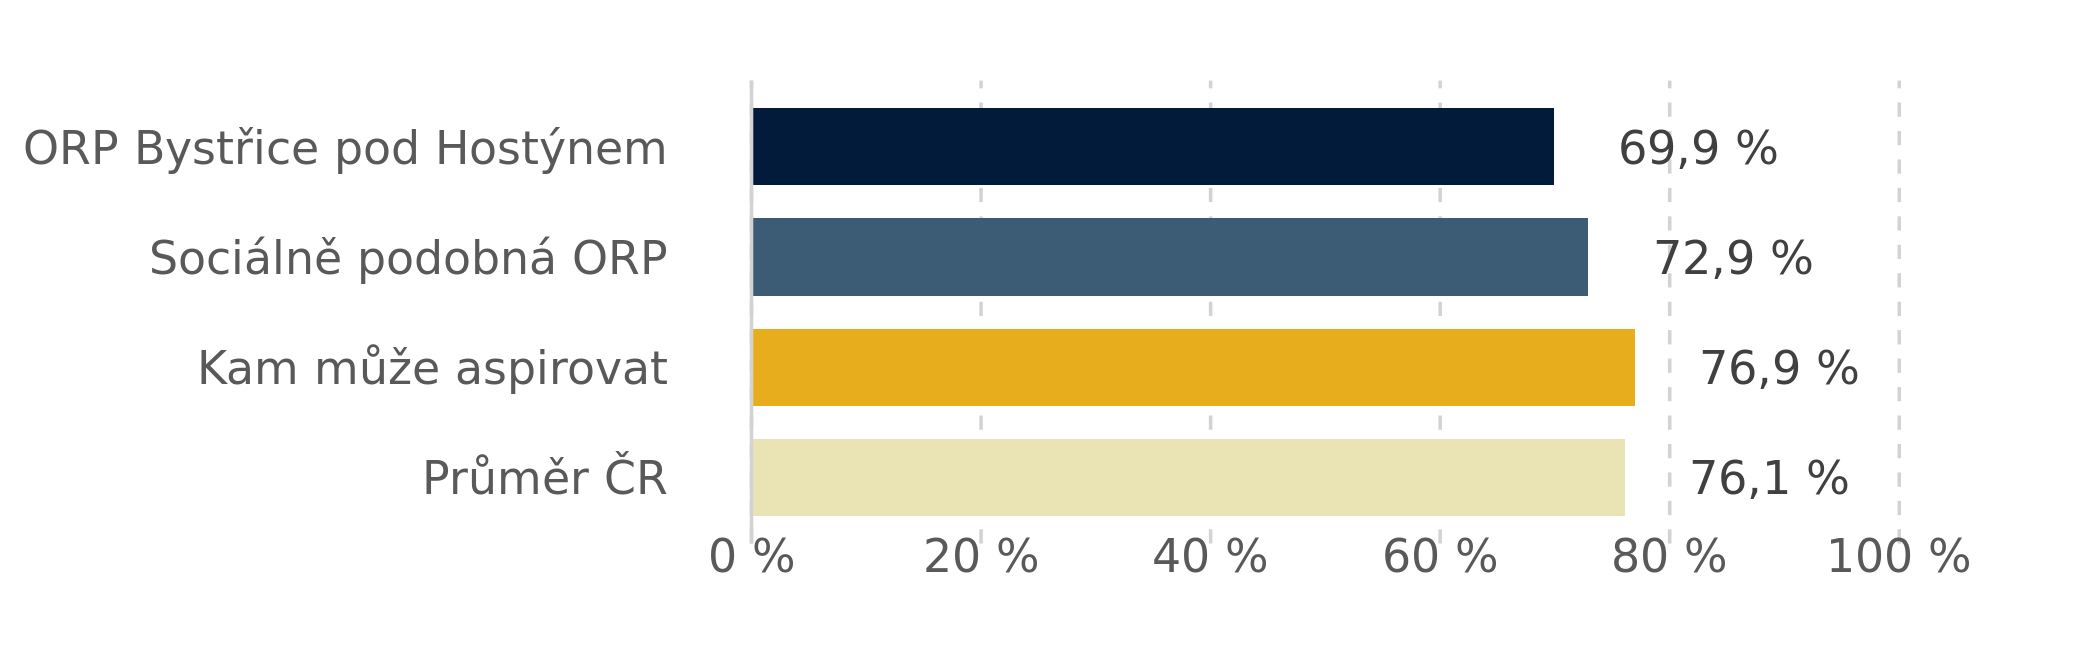 ORP Bystřice pod Hostýnem 69,9 %
Sociálně podobná ORP 72,9 %
Kam může aspirovat 76,9 %
Průměr ČR 76,1 %
0 % 20 % 40 % 60 % 80 % 100 %